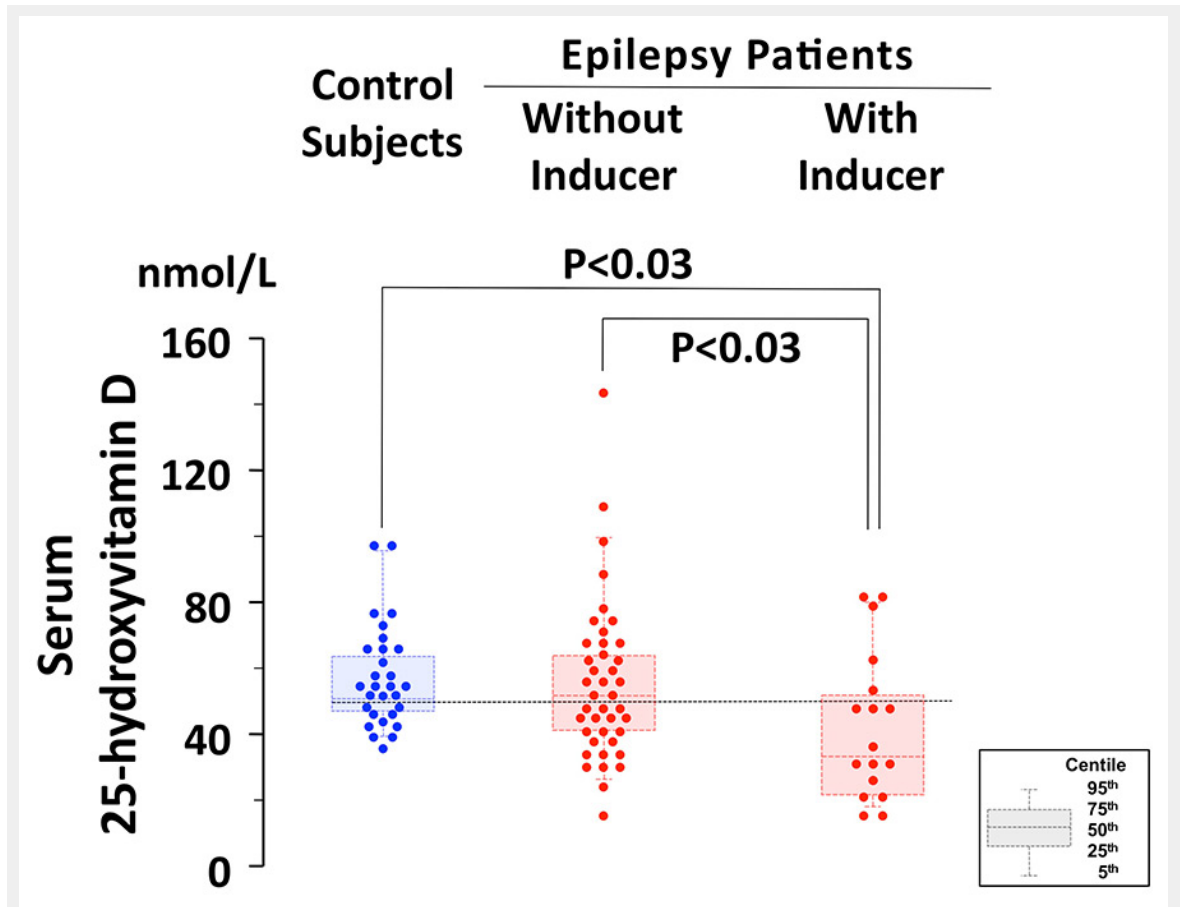 Epilepsy Patients
Control
Subjects
Without
Inducer
With
Inducer
nmol/L
P<0.03
P<0.03
160
120
80
40
0
Serum
25-hydroxyvitamin D
Centile
95th
75th
50th
25th
5th